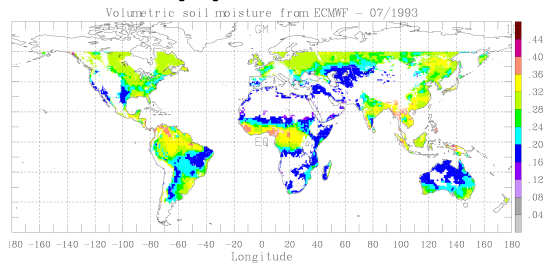 Volumetric soil moisture from ECMWF - 07/1993
GM
EQ
.44
.40
.36
.32
.28
.24
.20
.16
.12
.08
.04
180 -160 -140 -120 -100 -80 -60 -40 -20 0 20 40 60 80 100 120 140 160 180
Longitude